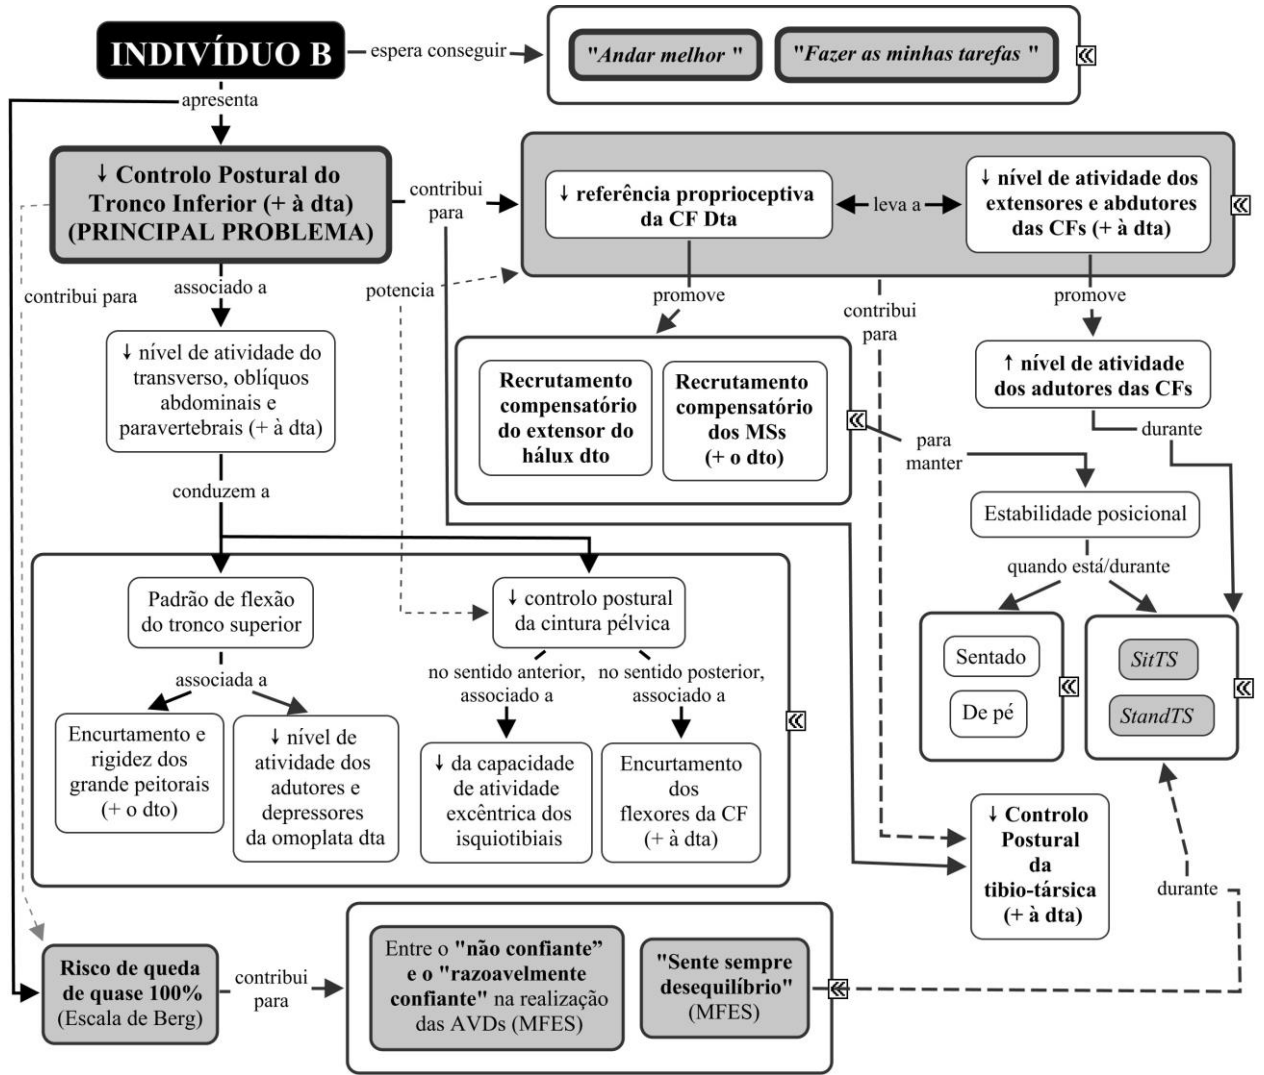 INDIVÍDUO B
espera conseguir
"Andar melhor "
"Fazer as minhas tarefas "
apresenta
↓ Controlo Postural do
Tronco Inferior (+ à dta)
(PRINCIPAL PROBLEMA)
contribui
para
↓ referência proprioceptiva
da CF Dta
leva a
↓ nível de atividade dos
extensores e abdutores
das CFs (+ à dta)
associado a
contribui para
potencia
promove
contribui
para
promove
↓ nível de atividade do
transverso, oblíquos
abdominais e
paravertebrais (+ à dta)
Recrutamento
compensatório
do extensor do
hálux dto
Recrutamento
compensatório
dos MSs
(+ o dto)
↑ nível de atividade
dos adutores das CFs
para
manter
durante
conduzem a
Estabilidade posicional
quando está/durante
Padrão de flexão
do tronco superior
↓ controlo postural
da cintura pélvica
Sentado
De pé
SitTS
StandTS
associada a
no sentido anterior,
associado a
no sentido posterior,
associado a
Encurtamento e
rigidez dos
grande peitorais
(+ o dto)
↓ nível de
atividade dos
adutores e
depressores
da omoplata dta
↓ da capacidade
de atividade
excêntrica dos
isquiotibiais
Encurtamento
dos
flexores da CF
(+ à dta)
↓ Controlo
Postural
da
tibio-társica
(+ à dta)
durante
Risco de queda
de quase 100%
(Escala de Berg)
contribui
para
Entre o "não confiante”
e o "razoavelmente
confiante" na realização
das AVDs (MFES)
"Sente sempre
desequilíbrio"
(MFES)